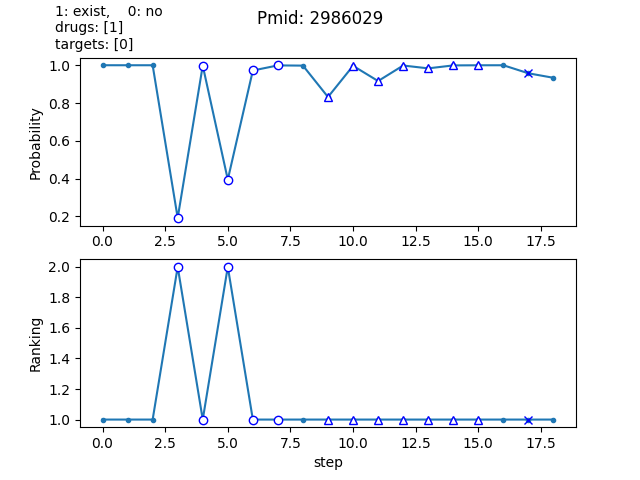 1: exist,    0: no
drugs: [1]
targets: [0]
Pmid: 2986029
1.0
0.8
0.6
0.4
0.2
Probability
0.0 2.5 5.0 7.5 10.0 12.5 15.0 17.5
2.0
1.8
1.6
1.4
1.2
1.0
Ranking
0.0 2.5 5.0 7.5 10.0 12.5 15.0 17.5
step